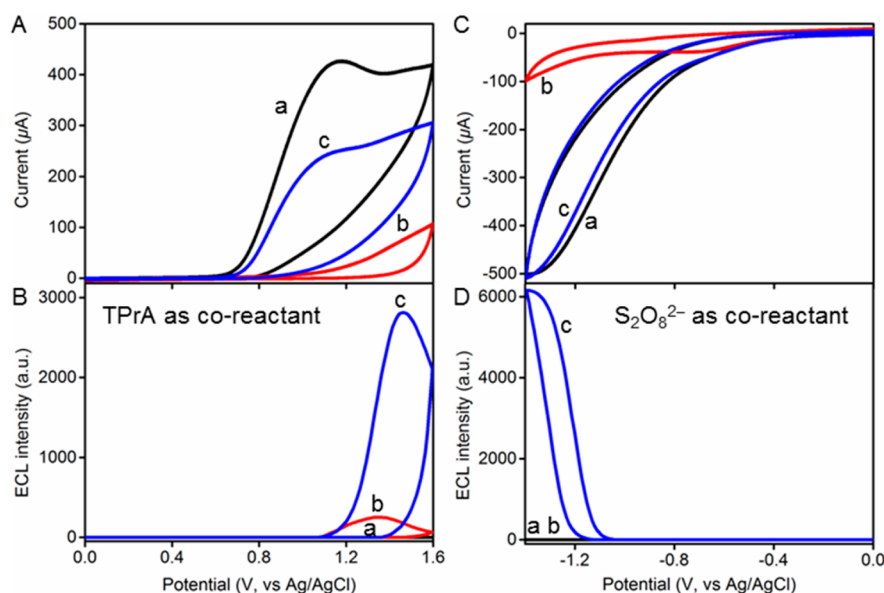 A
500
400
300
200
100
0
Current (μA)
a
c
b
B
3000
2000
1000
0
ECL intensity (a.u.)
TPrA as co-reactant
c
b
a
0.0 0.4 0.8 1.2 1.6
Potential (V, vs Ag/AgCl)
C
0
-100
-200
-300
-400
-500
Current (μA)
b
c
a
D
6000
4000
2000
0
ECL intensity (a.u.)
S₂O₈²⁻ as co-reactant
c
a b
-1.2 -0.8 -0.4 0.0
Potential (V, vs Ag/AgCl)